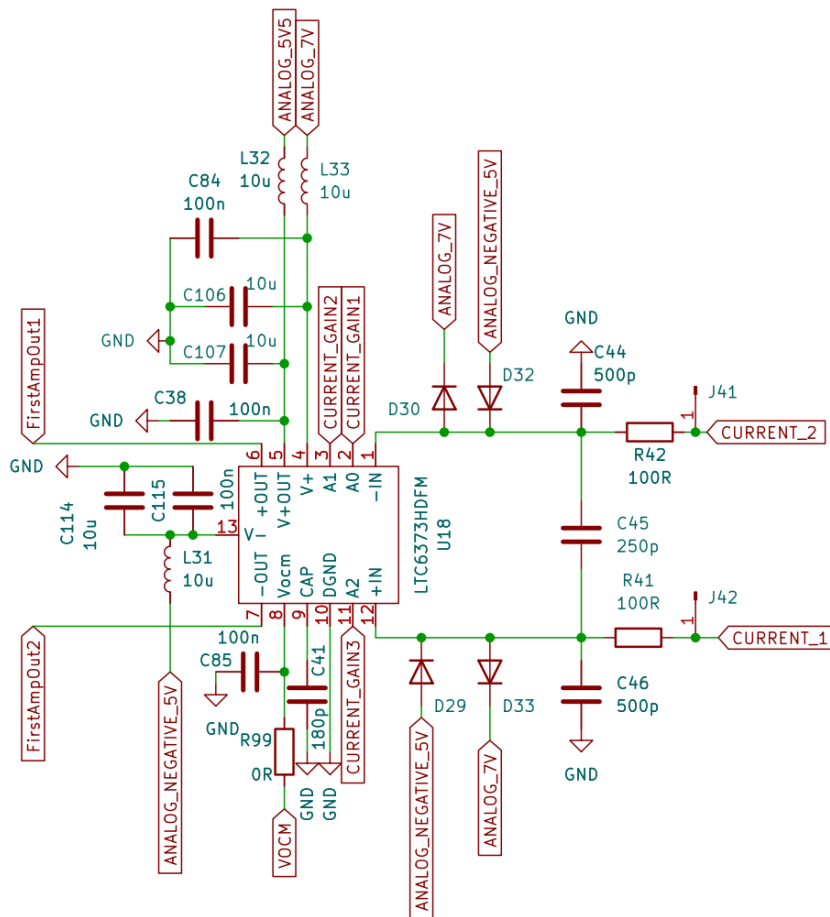 ANALOG_5V5
ANALOG_7V
L32
10u
L33
10u
C84
100n
C106
10u
C107
10u
GND
C38
100n
GND
FirstAmpOut1
CURRENT_GAIN2
CURRENT_GAIN1
ANALOG_7V
ANALOG_NEGATIVE_5V
D30
D32
GND
C44
500p
J41
1
CURRENT_2
R42
100R
6
5
4
3
2
1
+OUT
V+OUT
V+
A1
A0
-IN
GND
C114
10u
C115
100n
13
V-
LTC6373HDFM
U18
L31
10u
C45
250p
-OUT
Vocm
CAP
DGND
A2
+IN
7
8
9
10
11
12
R41
100R
J42
1
CURRENT_1
FirstAmpOut2
ANALOG_NEGATIVE_5V
100n
C85
GND
C41
180p
R99
0R
GND
GND
VOCM
CURRENT_GAIN3
D29
D33
ANALOG_NEGATIVE_5V
ANALOG_7V
C46
500p
GND